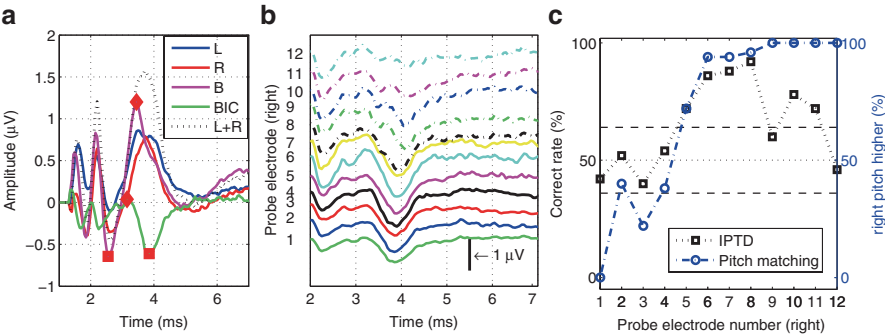 a
Amplitude (μV)
2
1.5
1
0.5
0
−0.5
−1
2
4
6
Time (ms)
L
R
B
BIC
L+R
b
Probe electrode (right)
12
11
10
9
8
7
6
5
4
3
2
1
← 1 μV
2
3
4
5
6
7
Time (ms)
c
Correct rate (%)
100
50
0
100
50
0
right pitch higher (%)
IPTD
Pitch matching
1 2 3 4 5 6 7 8 9 10 11 12
Probe electrode number (right)